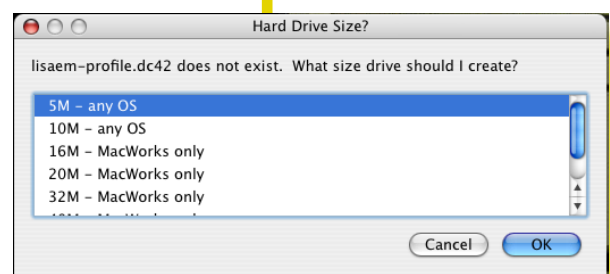 Hard Drive Size?
lisaem-profile.dc42 does not exist.  What size drive should I create?
5M – any OS
10M – any OS
16M – MacWorks only
20M – MacWorks only
32M – MacWorks only
Cancel
OK